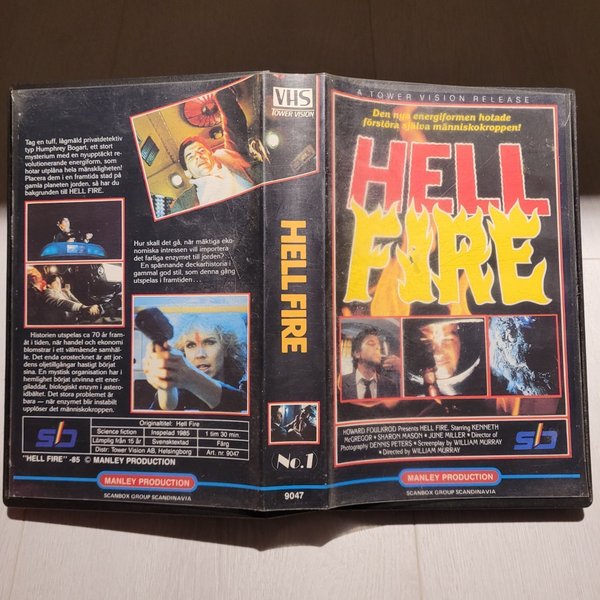 Tag en tuff, lågmäld privatdetektiv
typ Humphrey Bogart, ett stort
mysterium med en nyupptäckt re-
volutionerande energiform, som
hotar utplåna hela mänskligheten!
Placera dem i en framtids stad på
gamla planeten jorden, så har du
bakgrunden till HELL FIRE.
Hur skall det gå, när mäktiga eko-
nomiska intressen vill importera
det farliga enzymet till jorden?
En spännande deckarhistoria i
gammal god stil, som denna gång
utspelas i framtiden...
Historien utspelas ca 70 år fram-
åt i tiden, när handel och ekonomi
blomstrar i ett välmående samhäl-
le. Det enda orostecknet är att jor-
dens oljetillgångar hastigt börjat
sina. En mystisk organisation har i
hemlighet börjat utvinna ett ener-
giladdat, biologiskt enzym i astero-
idbältet. Det stora problemet är
bara — när enzymet blir instabilt
upplöser det människokroppen.
sb
Originaltitel: Hell Fire
Science fiction
Inspelad 1985
1 tim 30 min.
Lämplig från 15 år
Svensktextad
Färg
Distr: Tower Vision AB, Helsingborg
Art. nr. 9047
"HELL FIRE" -85 © MANLEY PRODUCTION
MANLEY PRODUCTION
SCANBOX GROUP SCANDINAVIA
VHS
TOWER VISION
HELL FIRE
No. 1
9047
A TOWER VISION RELEASE
Den nya energiformen hotade
förstöra själva människokroppen!
HELL
FIRE
HOWARD FOULKROD Presents HELL FIRE, Starring KENNETH
McGREGOR * SHARON MASON * JUNE MILLER * Director of
Photography DENNIS PETERS * Screenplay by WILLIAM MURRAY
* Directed by WILLIAM MURRAY
sb
MANLEY PRODUCTION
SCANBOX GROUP SCANDINAVIA